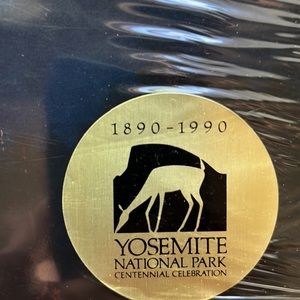 1890-1990
YOSEMITE
NATIONAL PARK
CENTENNIAL CELEBRATION